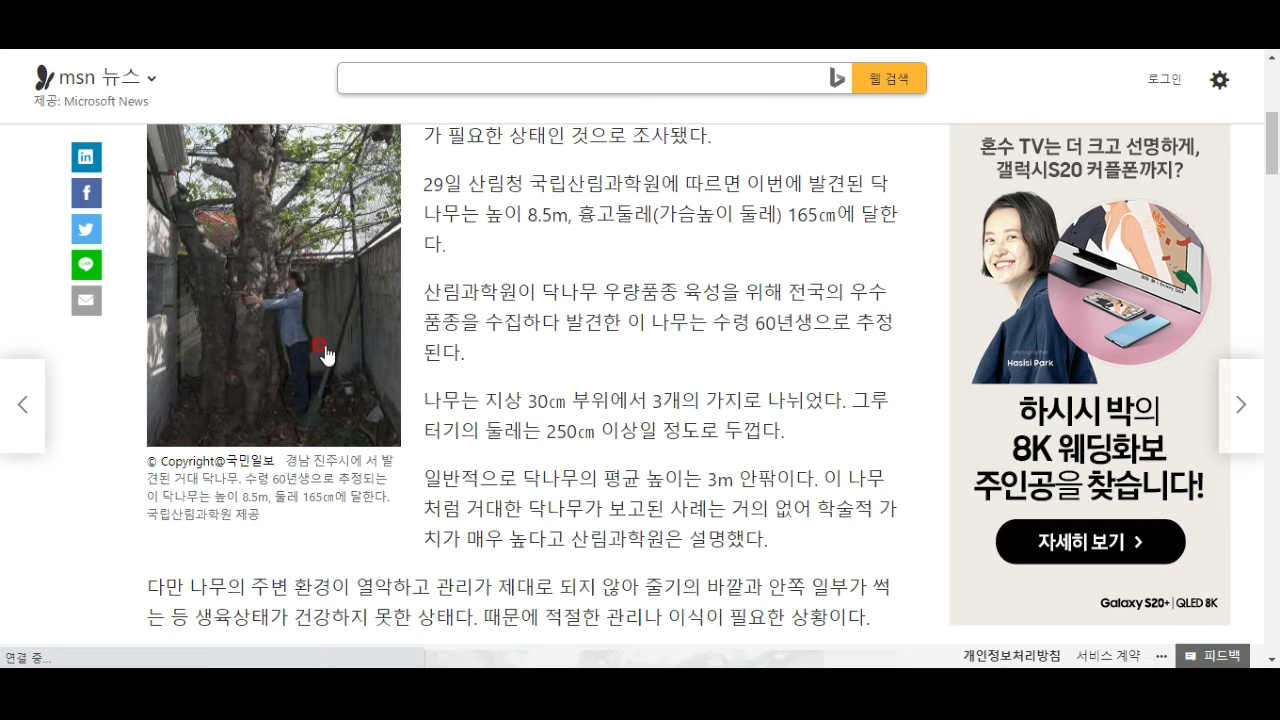 msn 뉴스
제공: Microsoft News
웹 검색
로그인
가 필요한 상태인 것으로 조사됐다.
29일 산림청 국립산림과학원에 따르면 이번에 발견된 닥
나무는 높이 8.5m, 흉고둘레(가슴높이 둘레) 165㎝에 달한
다.
산림과학원이 닥나무 우량품종 육성을 위해 전국의 우수
품종을 수집하다 발견한 이 나무는 수령 60년생으로 추정
된다.
나무는 지상 30㎝ 부위에서 3개의 가지로 나뉘었다. 그루
터기의 둘레는 250㎝ 이상일 정도로 두껍다.
일반적으로 닥나무의 평균 높이는 3m 안팎이다. 이 나무
처럼 거대한 닥나무가 보고된 사례는 거의 없어 학술적 가
치가 매우 높다고 산림과학원은 설명했다.
© Copyright@국민일보 경남 진주시에 서 발
견된 거대 닥나무. 수령 60년생으로 추정되는
이 닥나무는 높이 8.5m, 둘레 165㎝에 달한다.
국립산림과학원 제공
다만 나무의 주변 환경이 열악하고 관리가 제대로 되지 않아 줄기의 바깥과 안쪽 일부가 썩
는 등 생육상태가 건강하지 못한 상태다. 때문에 적절한 관리나 이식이 필요한 상황이다.
혼수 TV는 더 크고 선명하게,
갤럭시S20 커플폰까지?
photographer
Hasisi Park
하시시 박의
8K 웨딩화보
주인공을 찾습니다!
자세히 보기
Galaxy S20+ | QLED 8K
연결 중...
개인정보처리방침 서비스 계약 ••• 피드백